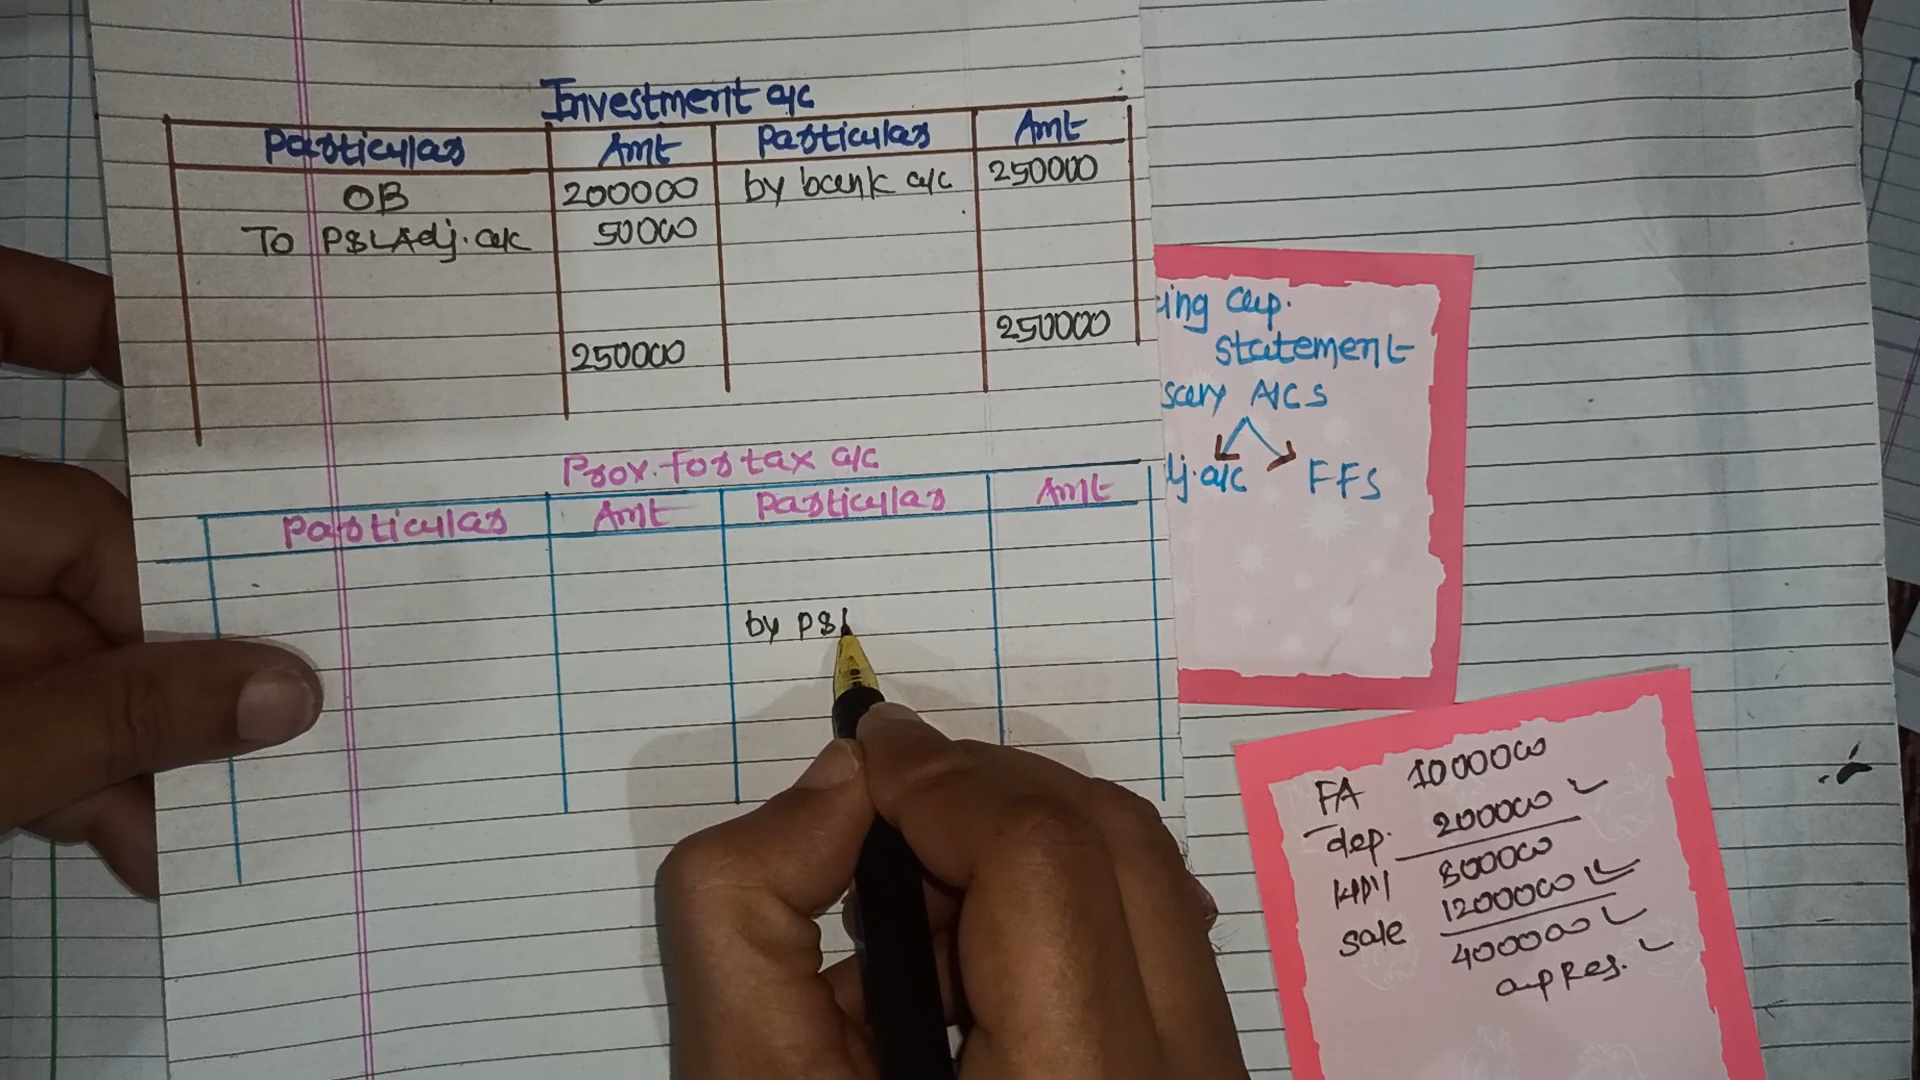 Investment a/c
Particulars Amt Particulars Amt
OB 200000 by bank a/c 250000
To P&L Adj. a/c 50000
250000 250000
Prov. for tax a/c
Particulars Amt Particulars Amt
by P&L
ing cap.
statement
ssary A/CS
dj. a/c FFS
FA 1000000
dep. 200000
800000
sale 1200000
400000
cap Res.